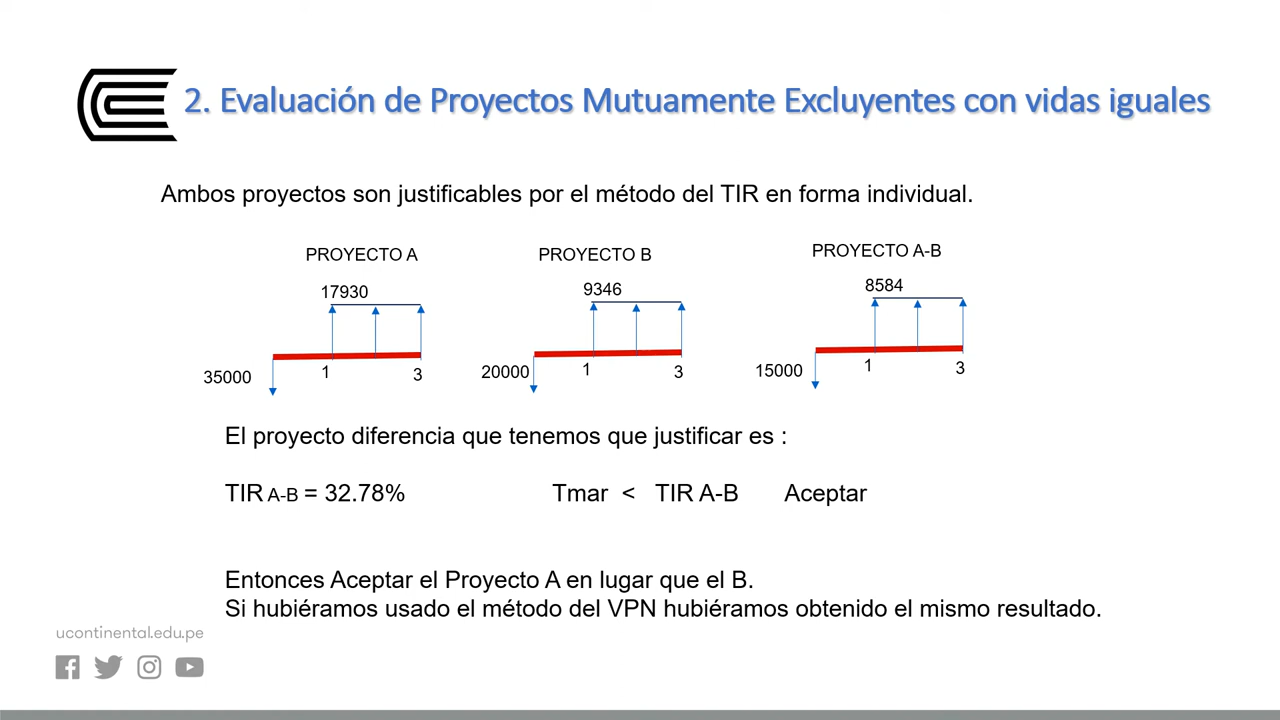 2. Evaluación de Proyectos Mutuamente Excluyentes con vidas iguales
Ambos proyectos son justificables por el método del TIR en forma individual.
PROYECTO A
17930
35000
1
3
PROYECTO B
9346
20000
1
3
PROYECTO A-B
8584
15000
1
3
El proyecto diferencia que tenemos que justificar es :
TIR A-B = 32.78% Tmar < TIR A-B Aceptar
Entonces Aceptar el Proyecto A en lugar que el B.
Si hubiéramos usado el método del VPN hubiéramos obtenido el mismo resultado.
ucontinental.edu.pe